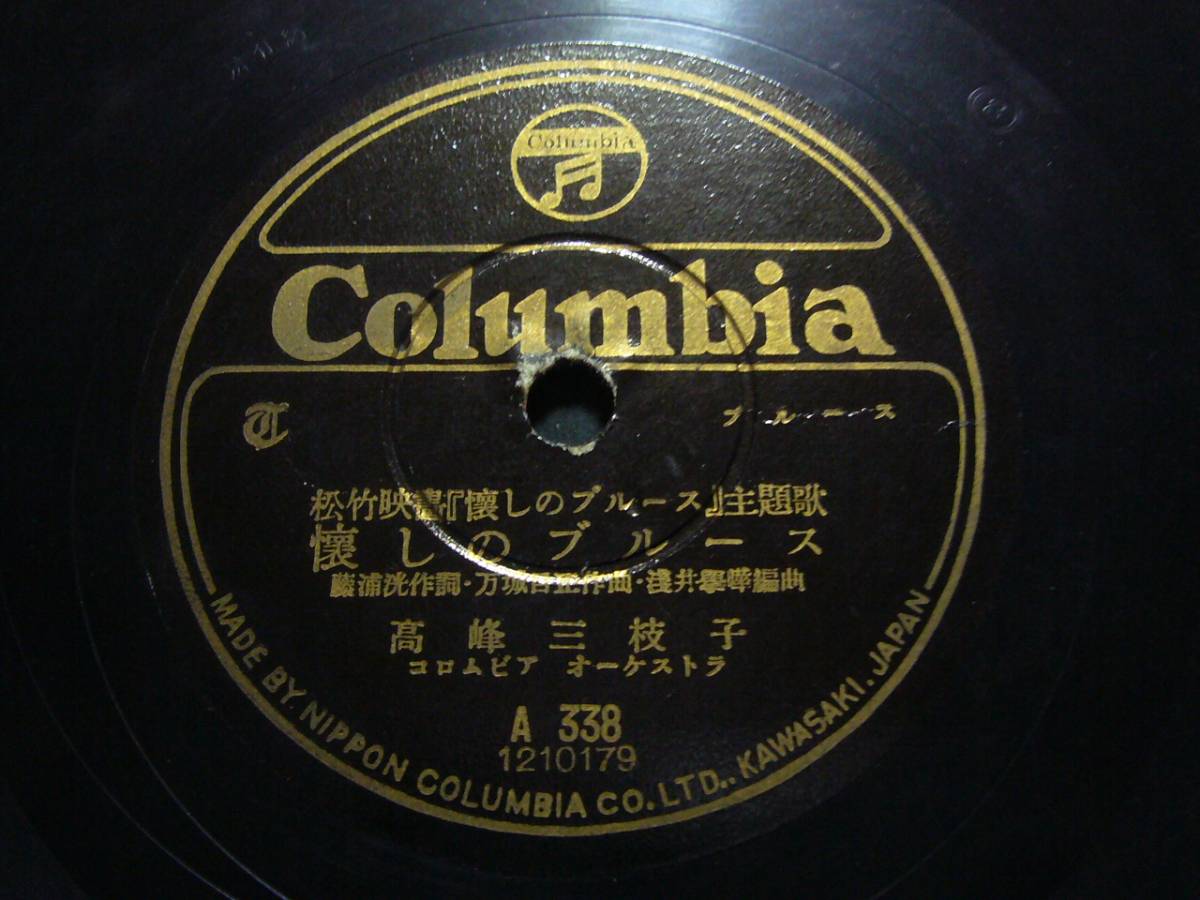 Columbia
Columbia
T
ブルース
松竹映畫『懐しのブルース』主題歌
懐しのブルース
藤浦洸作詞・万城目正作曲・浅井擧曄編曲
高峰三枝子
コロムビア オーケストラ
A 338
1210179
MADE BY NIPPON COLUMBIA CO. LTD., KAWASAKI. JAPAN